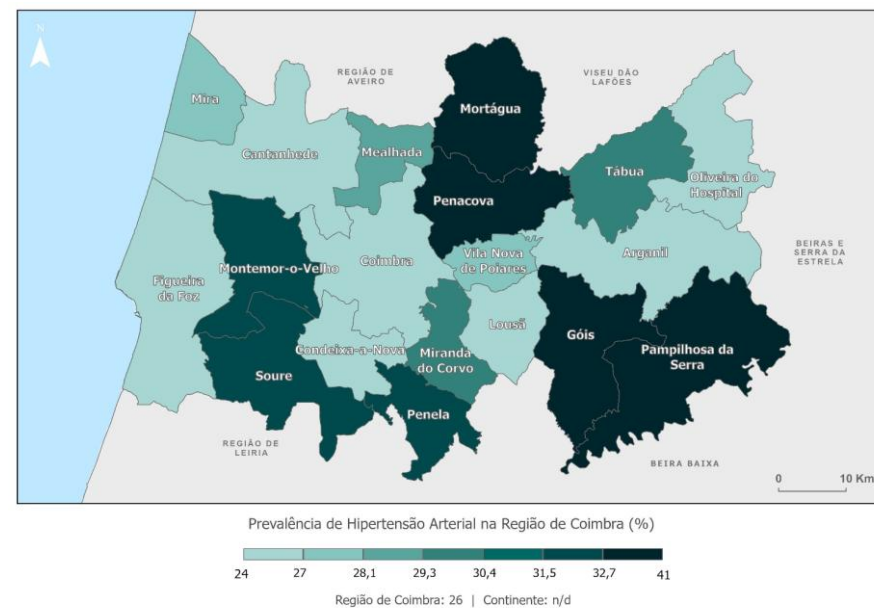 N
REGIÃO DE
AVEIRO
VISEU DÃO
LAFÕES
Mira
Mortágua
Cantanhede
Mealhada
Tábua
Oliveira do
Hospital
Penacova
Vila Nova
de Poiares
Arganil
BEIRAS E
SERRA DA
ESTRELA
Coimbra
Montemor-o-Velho
Figueira
da Foz
Lousã
Góis
Condeixa-a-Nova
Miranda
do Corvo
Pampilhosa da
Serra
Soure
Penela
REGIÃO DE
LEIRIA
BEIRA BAIXA
0 10 Km
Prevalência de Hipertensão Arterial na Região de Coimbra (%)
24 27 28,1 29,3 30,4 31,5 32,7 41
Região de Coimbra: 26 | Continente: n/d